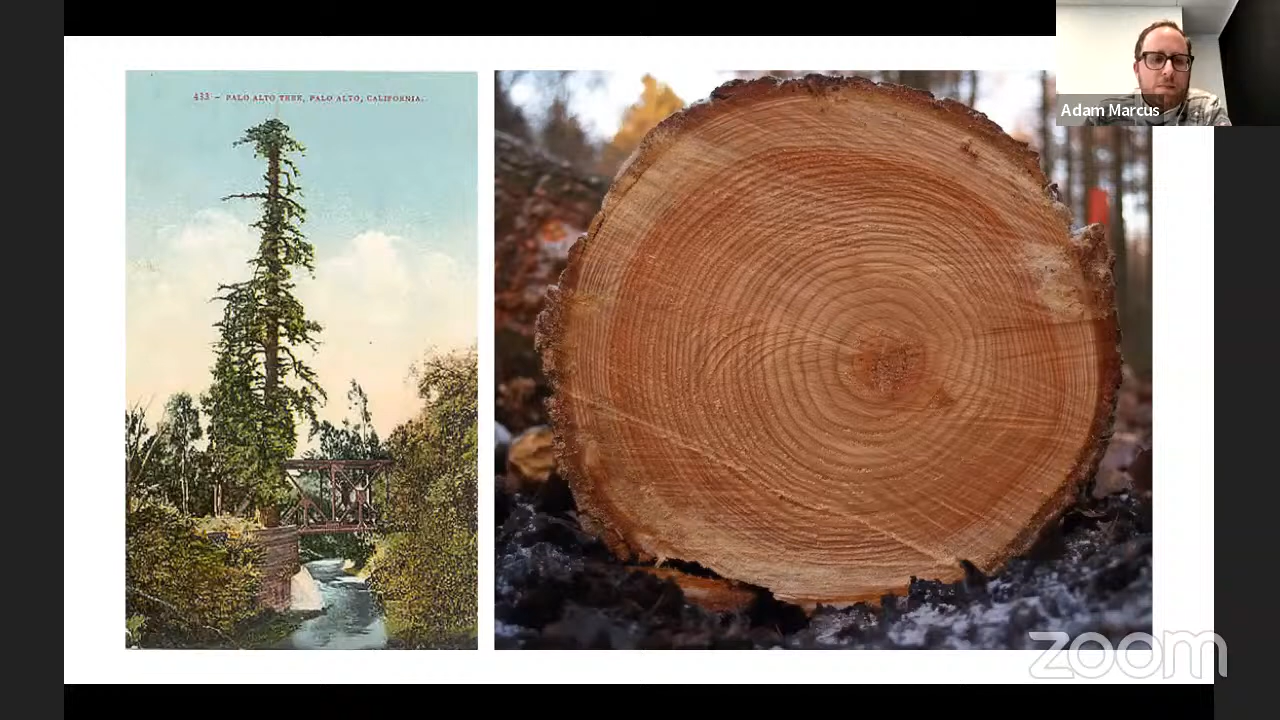 433 – PALO ALTO TREE, PALO ALTO, CALIFORNIA.
Adam Marcus
zoom